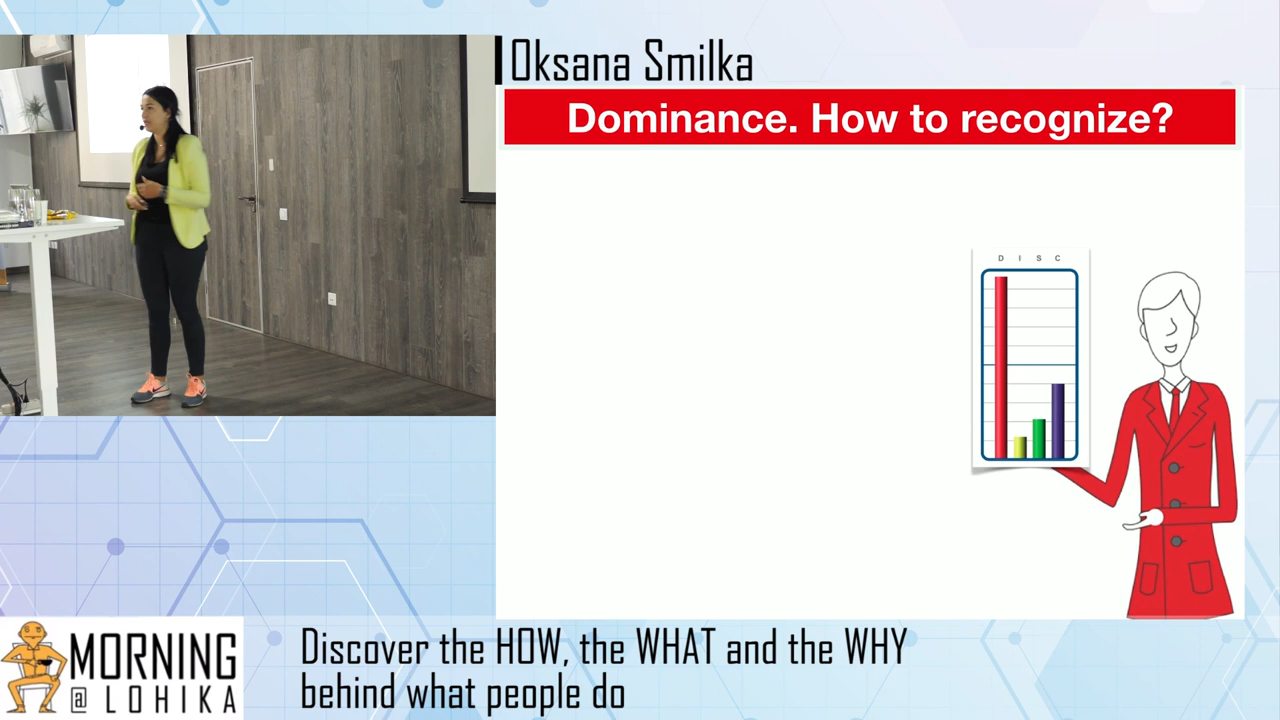 Oksana Smilka
Dominance. How to recognize?
D I S C
MORNING
@ LOHIKA
Discover the HOW, the WHAT and the WHY
behind what people do